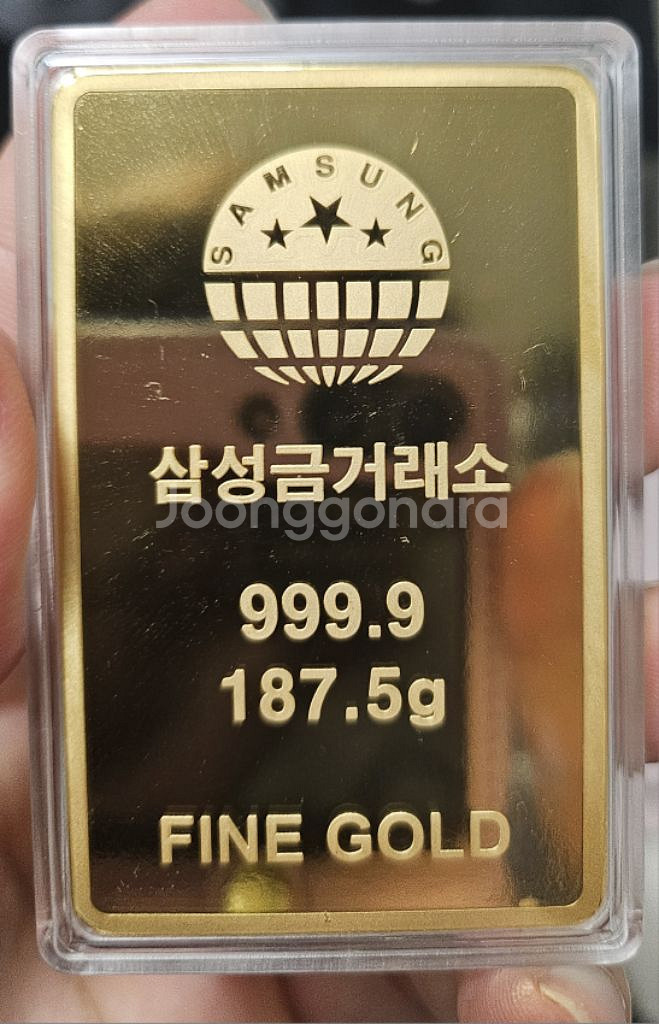 SAMSUNG
삼성금거래소
Joonggonara
999.9
187.5g
FINE GOLD